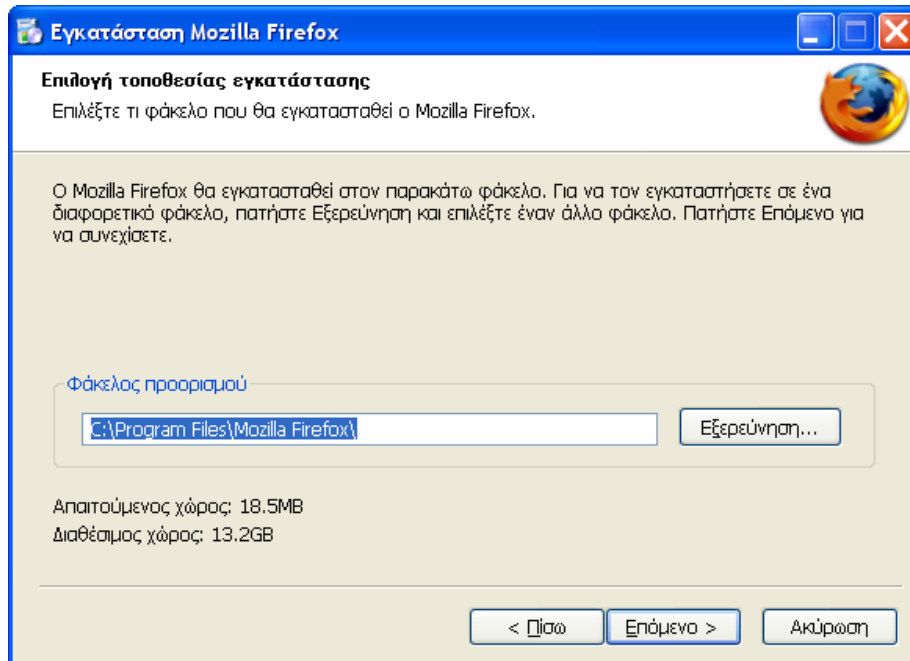 Εγκατάσταση Mozilla Firefox
Επιλογή τοποθεσίας εγκατάστασης
Επιλέξτε τι φάκελο που θα εγκατασταθεί ο Mozilla Firefox.
Ο Mozilla Firefox θα εγκατασταθεί στον παρακάτω φάκελο. Για να τον εγκαταστήσετε σε ένα
διαφορετικό φάκελο, πατήστε Εξερεύνηση και επιλέξτε έναν άλλο φάκελο. Πατήστε Επόμενο για
να συνεχίσετε.
Φάκελος προορισμού
C:\Program Files\Mozilla Firefox\
Εξερεύνηση...
Απαιτούμενος χώρος: 18.5MB
Διαθέσιμος χώρος: 13.2GB
< Πίσω
Επόμενο >
Ακύρωση